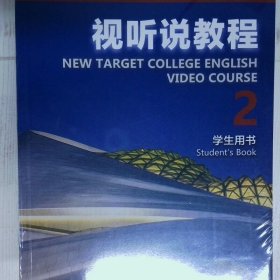 视听说教程
NEW TARGET COLLEGE ENGLISH
VIDEO COURSE
2
学生用书
Student's Book